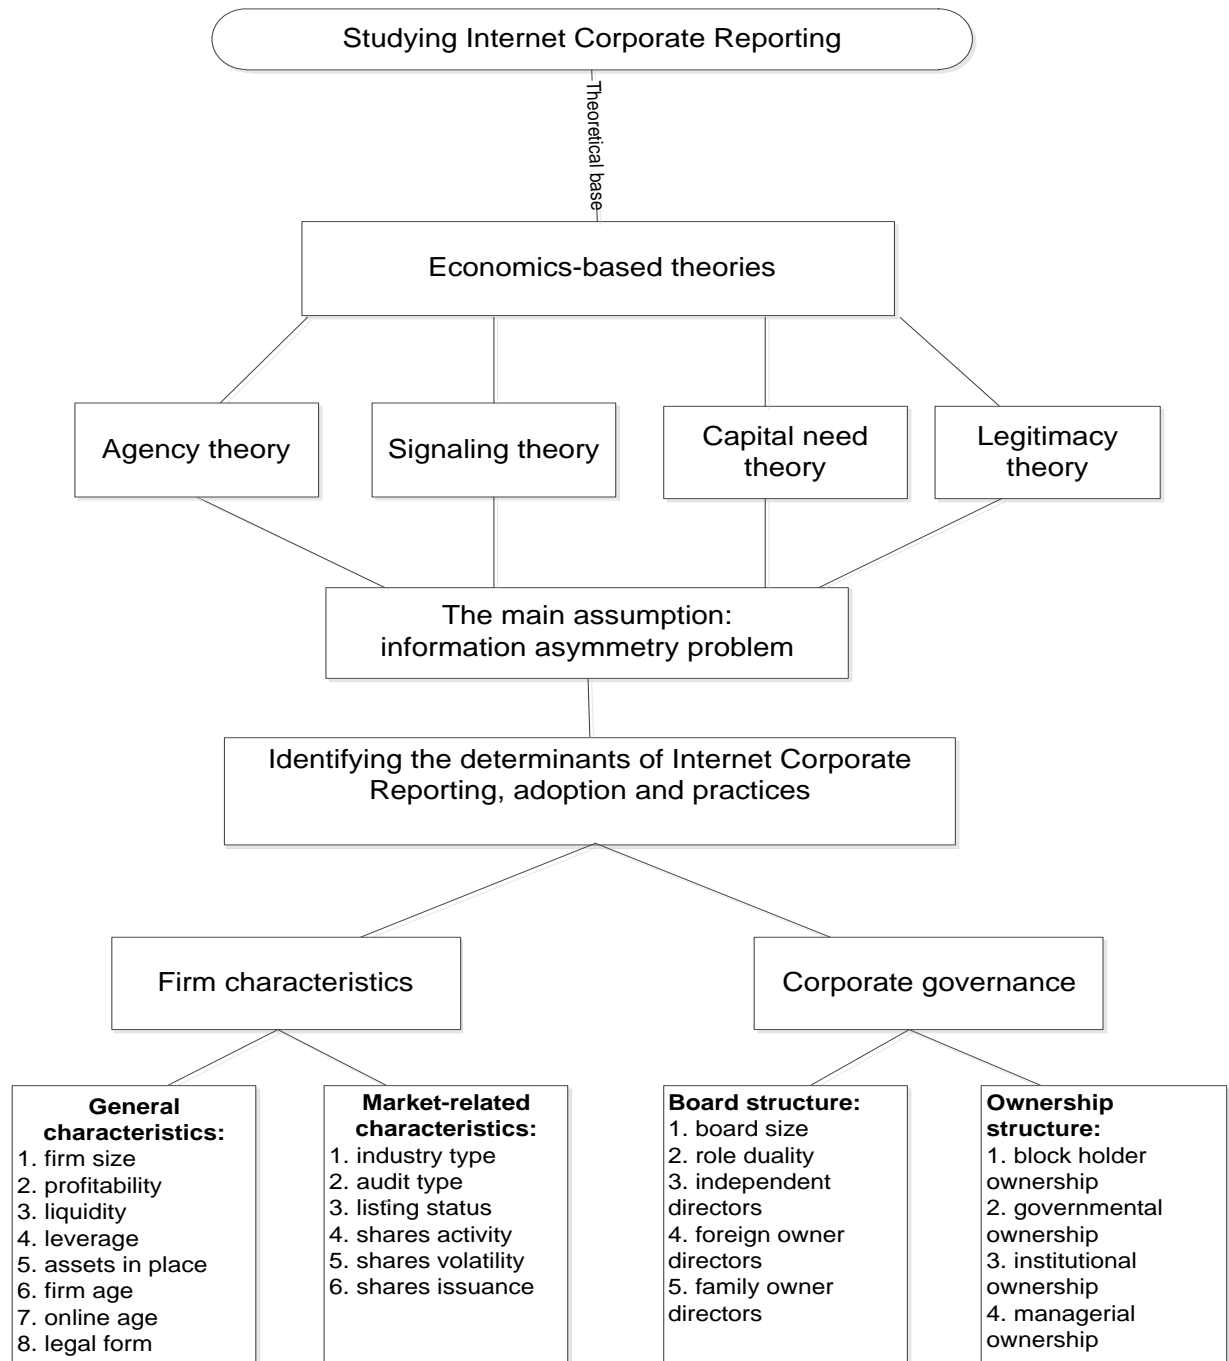 Studying Internet Corporate Reporting
Theoretical base
Economics-based theories
Agency theory
Signaling theory
Capital need
theory
Legitimacy
theory
The main assumption:
information asymmetry problem
Identifying the determinants of Internet Corporate
Reporting, adoption and practices
Firm characteristics
Corporate governance
General
characteristics:
1. firm size
2. profitability
3. liquidity
4. leverage
5. assets in place
6. firm age
7. online age
8. legal form
Market-related
characteristics:
1. industry type
2. audit type
3. listing status
4. shares activity
5. shares volatility
6. shares issuance
Board structure:
1. board size
2. role duality
3. independent
directors
4. foreign owner
directors
5. family owner
directors
Ownership
structure:
1. block holder
ownership
2. governmental
ownership
3. institutional
ownership
4. managerial
ownership